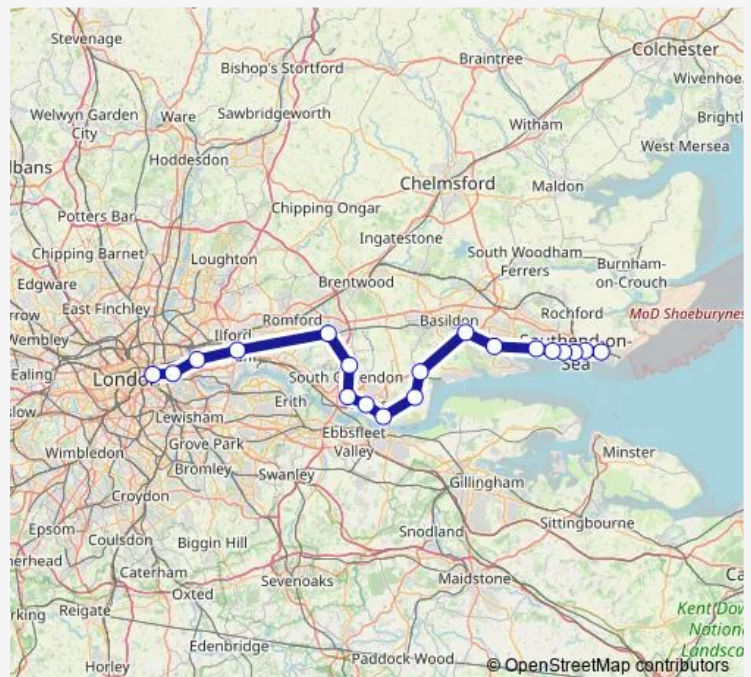 Stevenage
Colchester
Bishop's Stortford
Braintree
Wivenhoe
Welwyn Garden
City
Ware
Sawbridgeworth
Witham
Brightl
West Mersea
Hoddesdon
lbans
Chelmsford
Maldon
Potters Bar
Chipping Ongar
Ingatestone
Chipping Barnet
Loughton
South Woodham
Ferrers
Burnham-
on-Crouch
Edgware
Brentwood
East Finchley
Romford
Basildon
Rochford
MoD Shoeburynes
rrow
Wembley
Ilford
Southend-on-
Sea
Ealing
London
South endon
Erith
slow
Lewisham
Ebbsfleet
Valley
Grove Park
Minster
Wimbledon
Bromley
Swanley
Gillingham
Croydon
Sittingbourne
Epsom
Coulsdon
Biggin Hill
Snodland
herhead
Caterham
Sevenoaks
Maidstone
Ca
Oxted
rking
Reigate
Kent Dow
Nation
Landsca
Edenbridge
Paddock Wood
Horley
© OpenStreetMap contributors